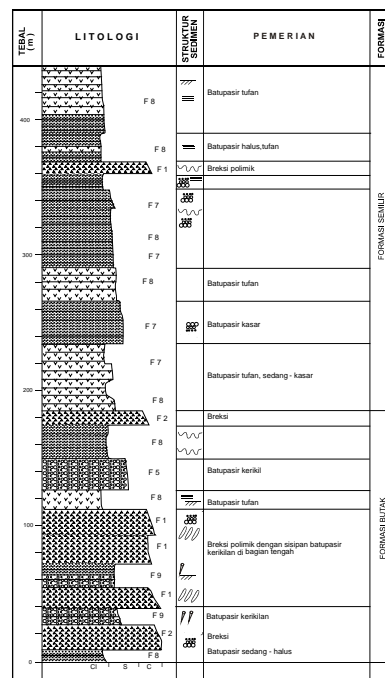 TEBAL
(m)
LITOLOGI
STRUKTUR
SEDIMEN
PEMERIAN
FORMASI
400
300
200
100
0
F 8
F 8
F 1
F 7
F 8
F 7
F 8
F 7
F 7
F 8
F 2
F 8
F 5
F 8
F 1
F 1
F 9
F 1
F 9
F 2
F 8
Cl
S
C
Batupasir tufan
Batupasir halus,tufan
Breksi polimik
Batupasir tufan
Batupasir kasar
Batupasir tufan, sedang - kasar
Breksi
Batupasir kerikil
Batupasir tufan
Breksi polimik dengan sisipan batupasir
kerikilan di bagian tengah
Batupasir kerikilan
Breksi
Batupasir sedang - halus
FORMASI SEMILIR
FORMASI BUTAK